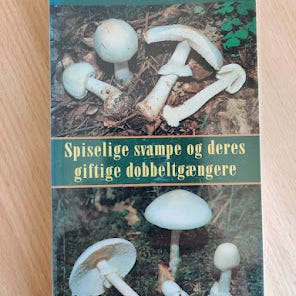 Spiselige svampe og deres
giftige dobbeltgængere